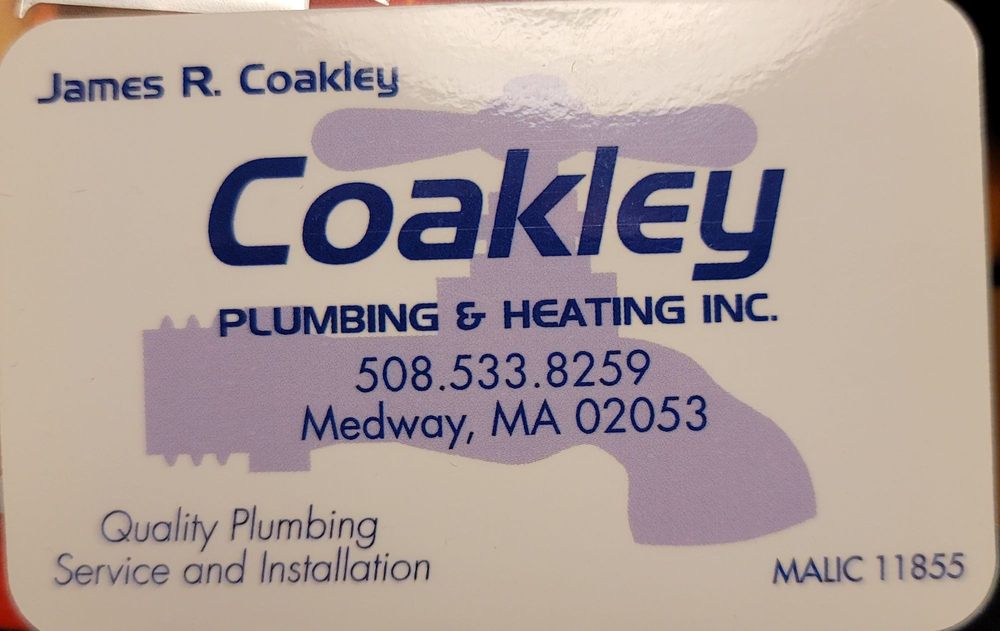 James R. Coakley
Coakley
PLUMBING & HEATING INC.
508.533.8259
Medway, MA 02053
Quality Plumbing
Service and Installation
MALIC 11855